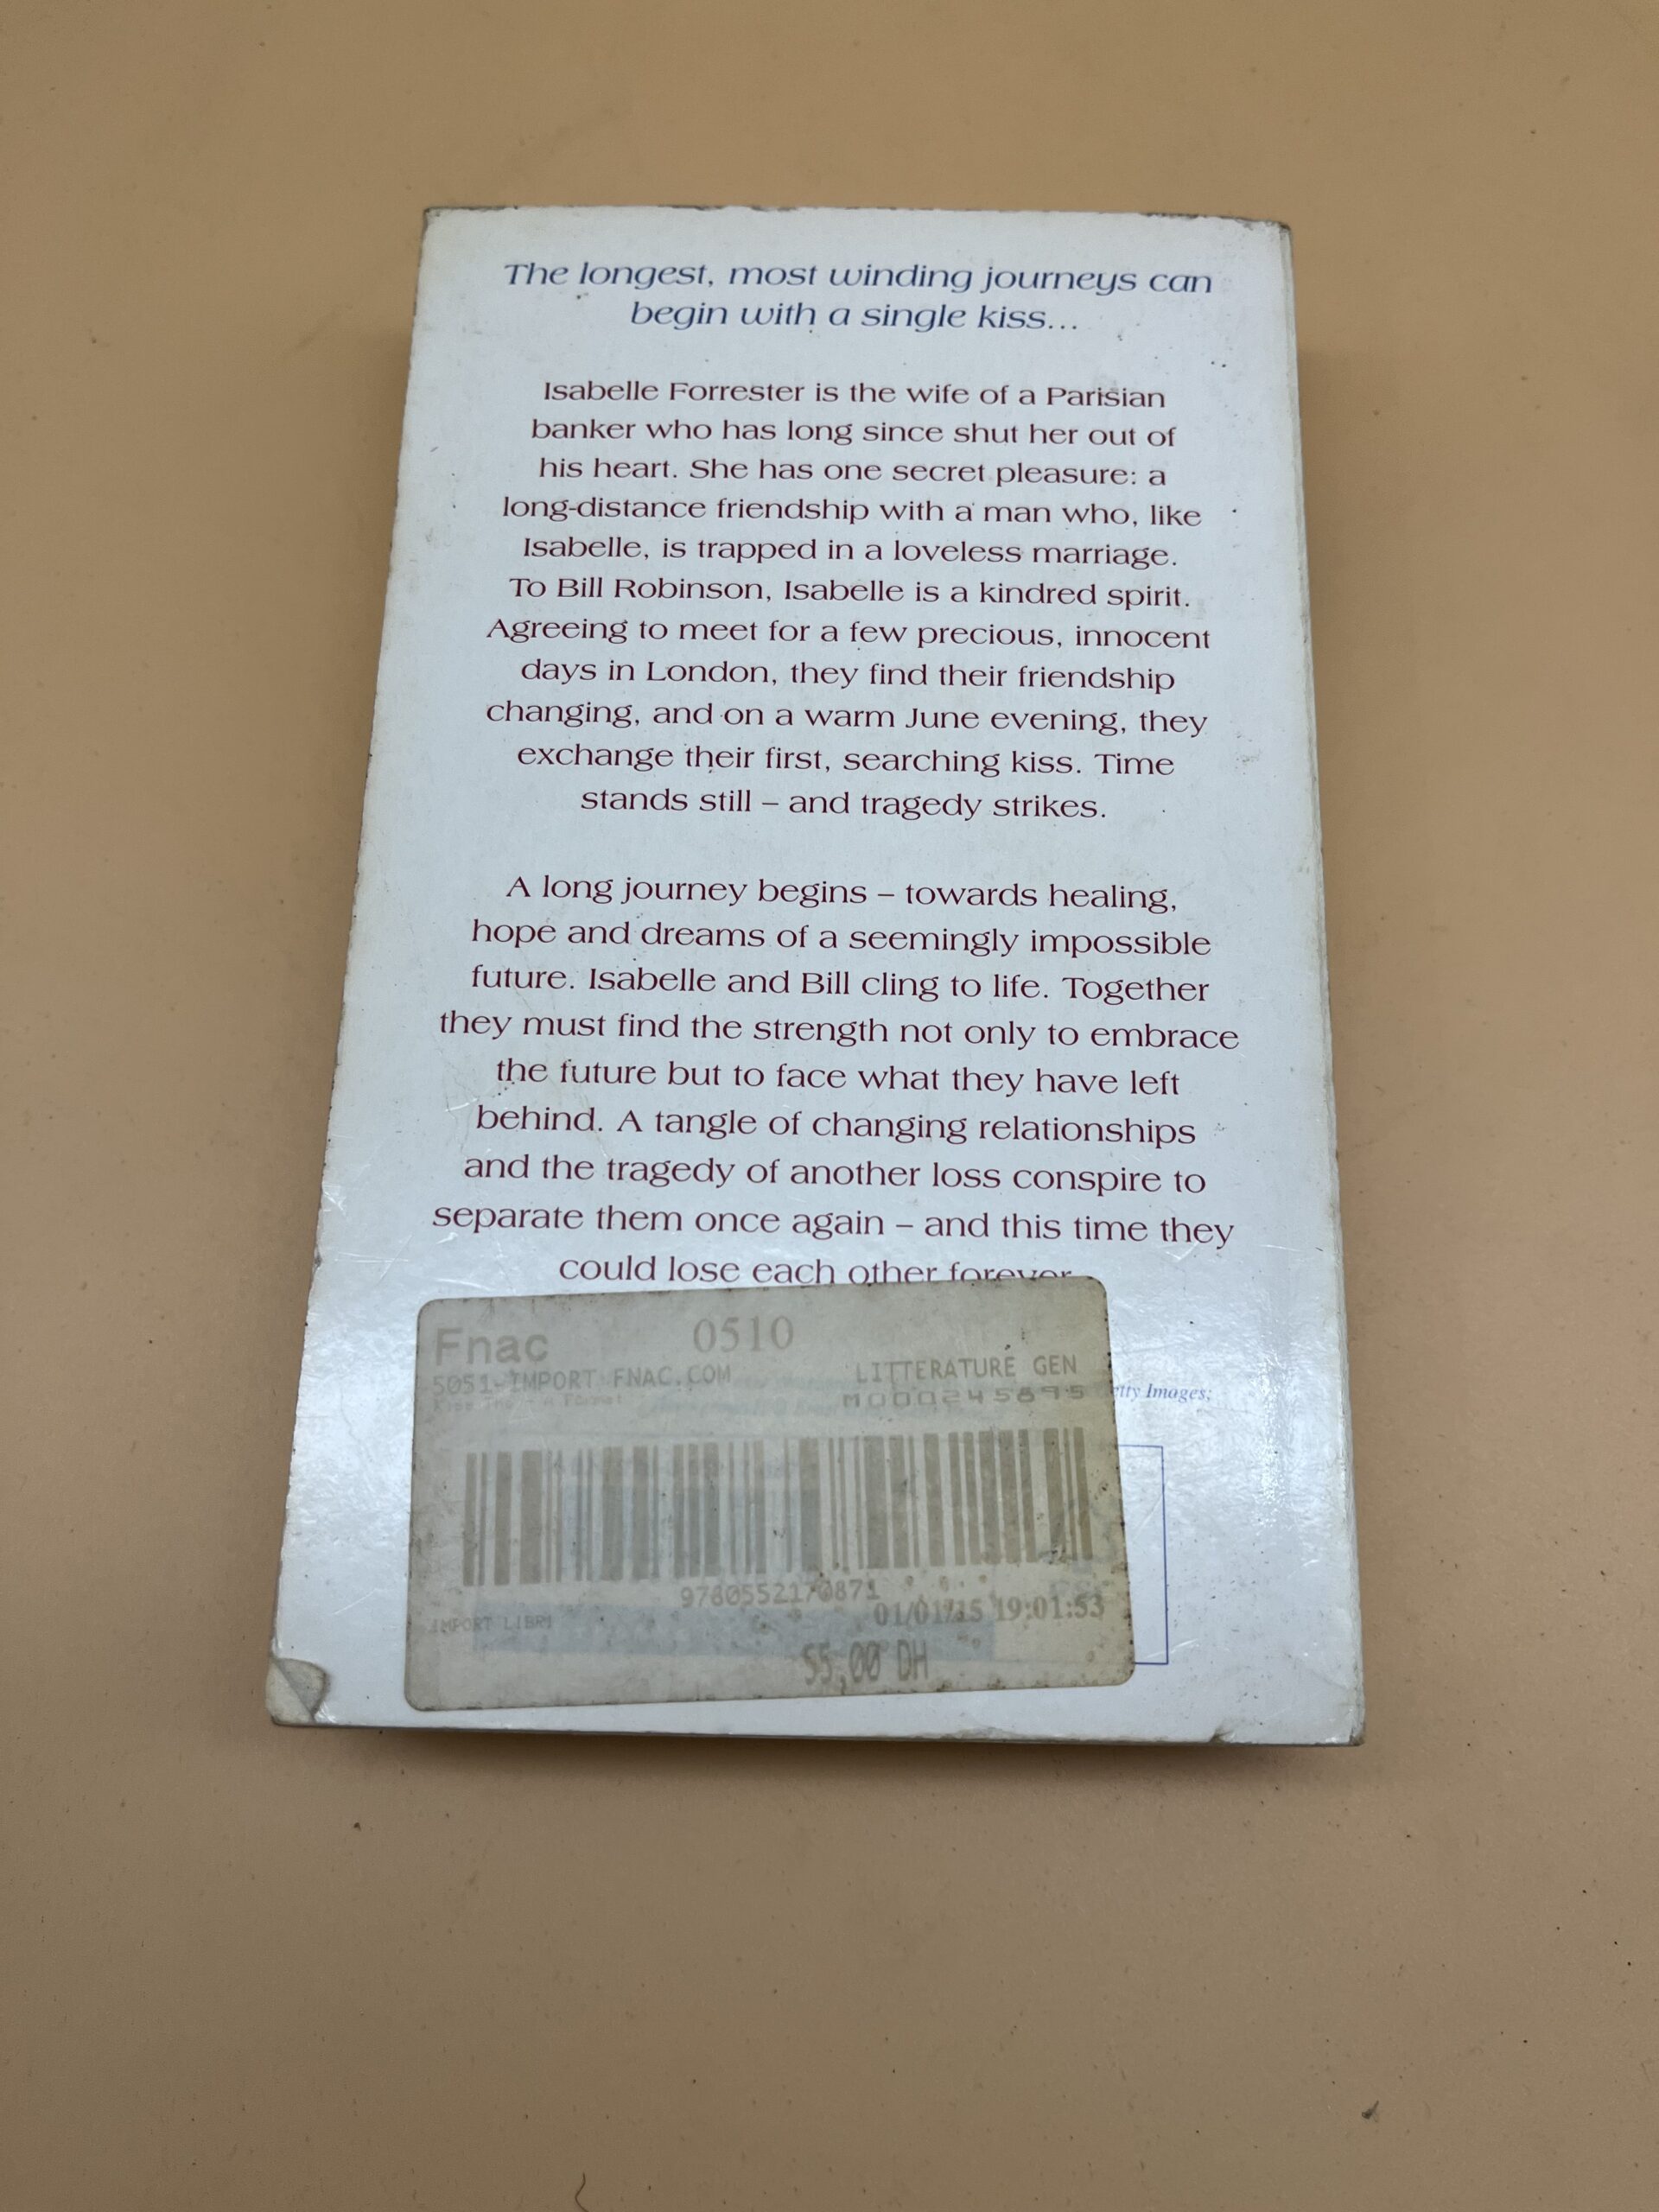 The longest, most winding journeys can
begin with a single kiss...
Isabelle Forrester is the wife of a Parisian
banker who has long since shut her out of
his heart. She has one secret pleasure: a
long-distance friendship with a man who, like
Isabelle, is trapped in a loveless marriage.
To Bill Robinson, Isabelle is a kindred spirit.
Agreeing to meet for a few precious, innocent
days in London, they find their friendship
changing, and on a warm June evening, they
exchange their first, searching kiss. Time
stands still – and tragedy strikes.
A long journey begins – towards healing,
hope and dreams of a seemingly impossible
future. Isabelle and Bill cling to life. Together
they must find the strength not only to embrace
the future but to face what they have left
behind. A tangle of changing relationships
and the tragedy of another loss conspire to
separate them once again – and this time they
could lose each other forever
Fnac 0510
5051-IMPORT FNAC.COM LITTERATURE GEN
M000245895
Images;
01/01/15 19:01:53
IMPORT LIBRI
55,00 DH